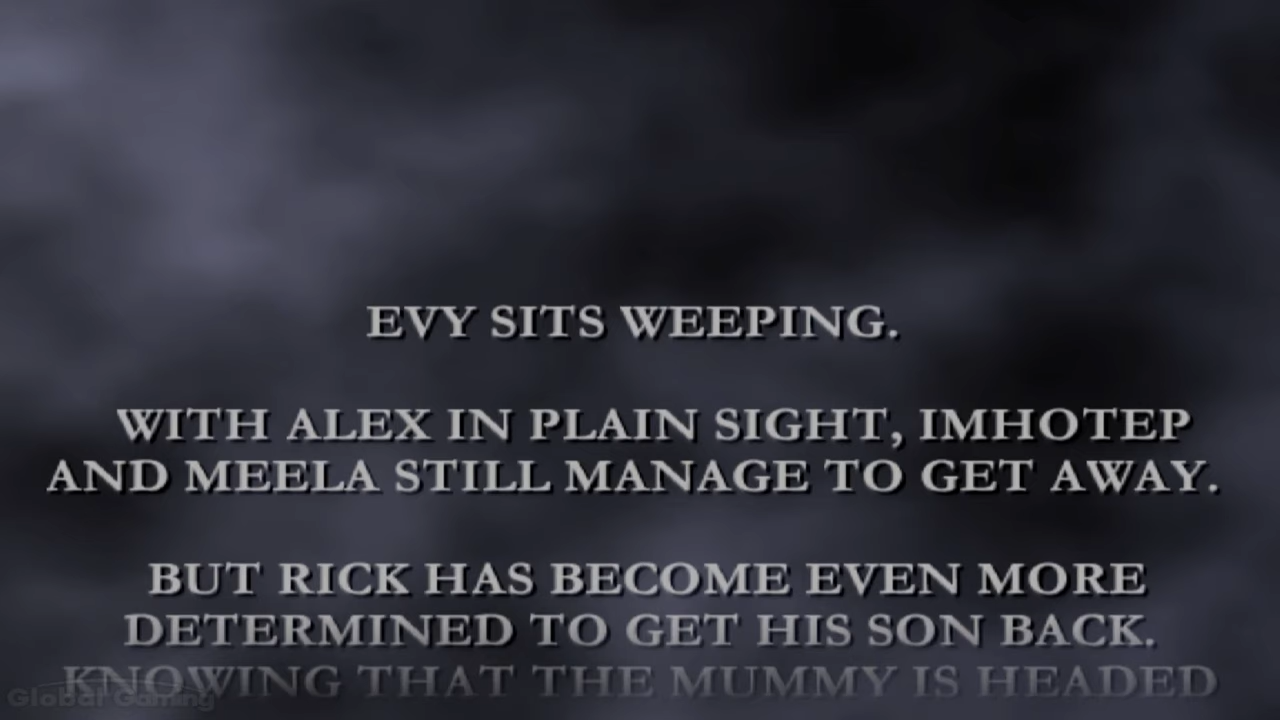 EVY SITS WEEPING.
WITH ALEX IN PLAIN SIGHT, IMHOTEP
AND MEELA STILL MANAGE TO GET AWAY.
BUT RICK HAS BECOME EVEN MORE
DETERMINED TO GET HIS SON BACK.
KNOWING THAT THE MUMMY IS HEADED
Global Gaming